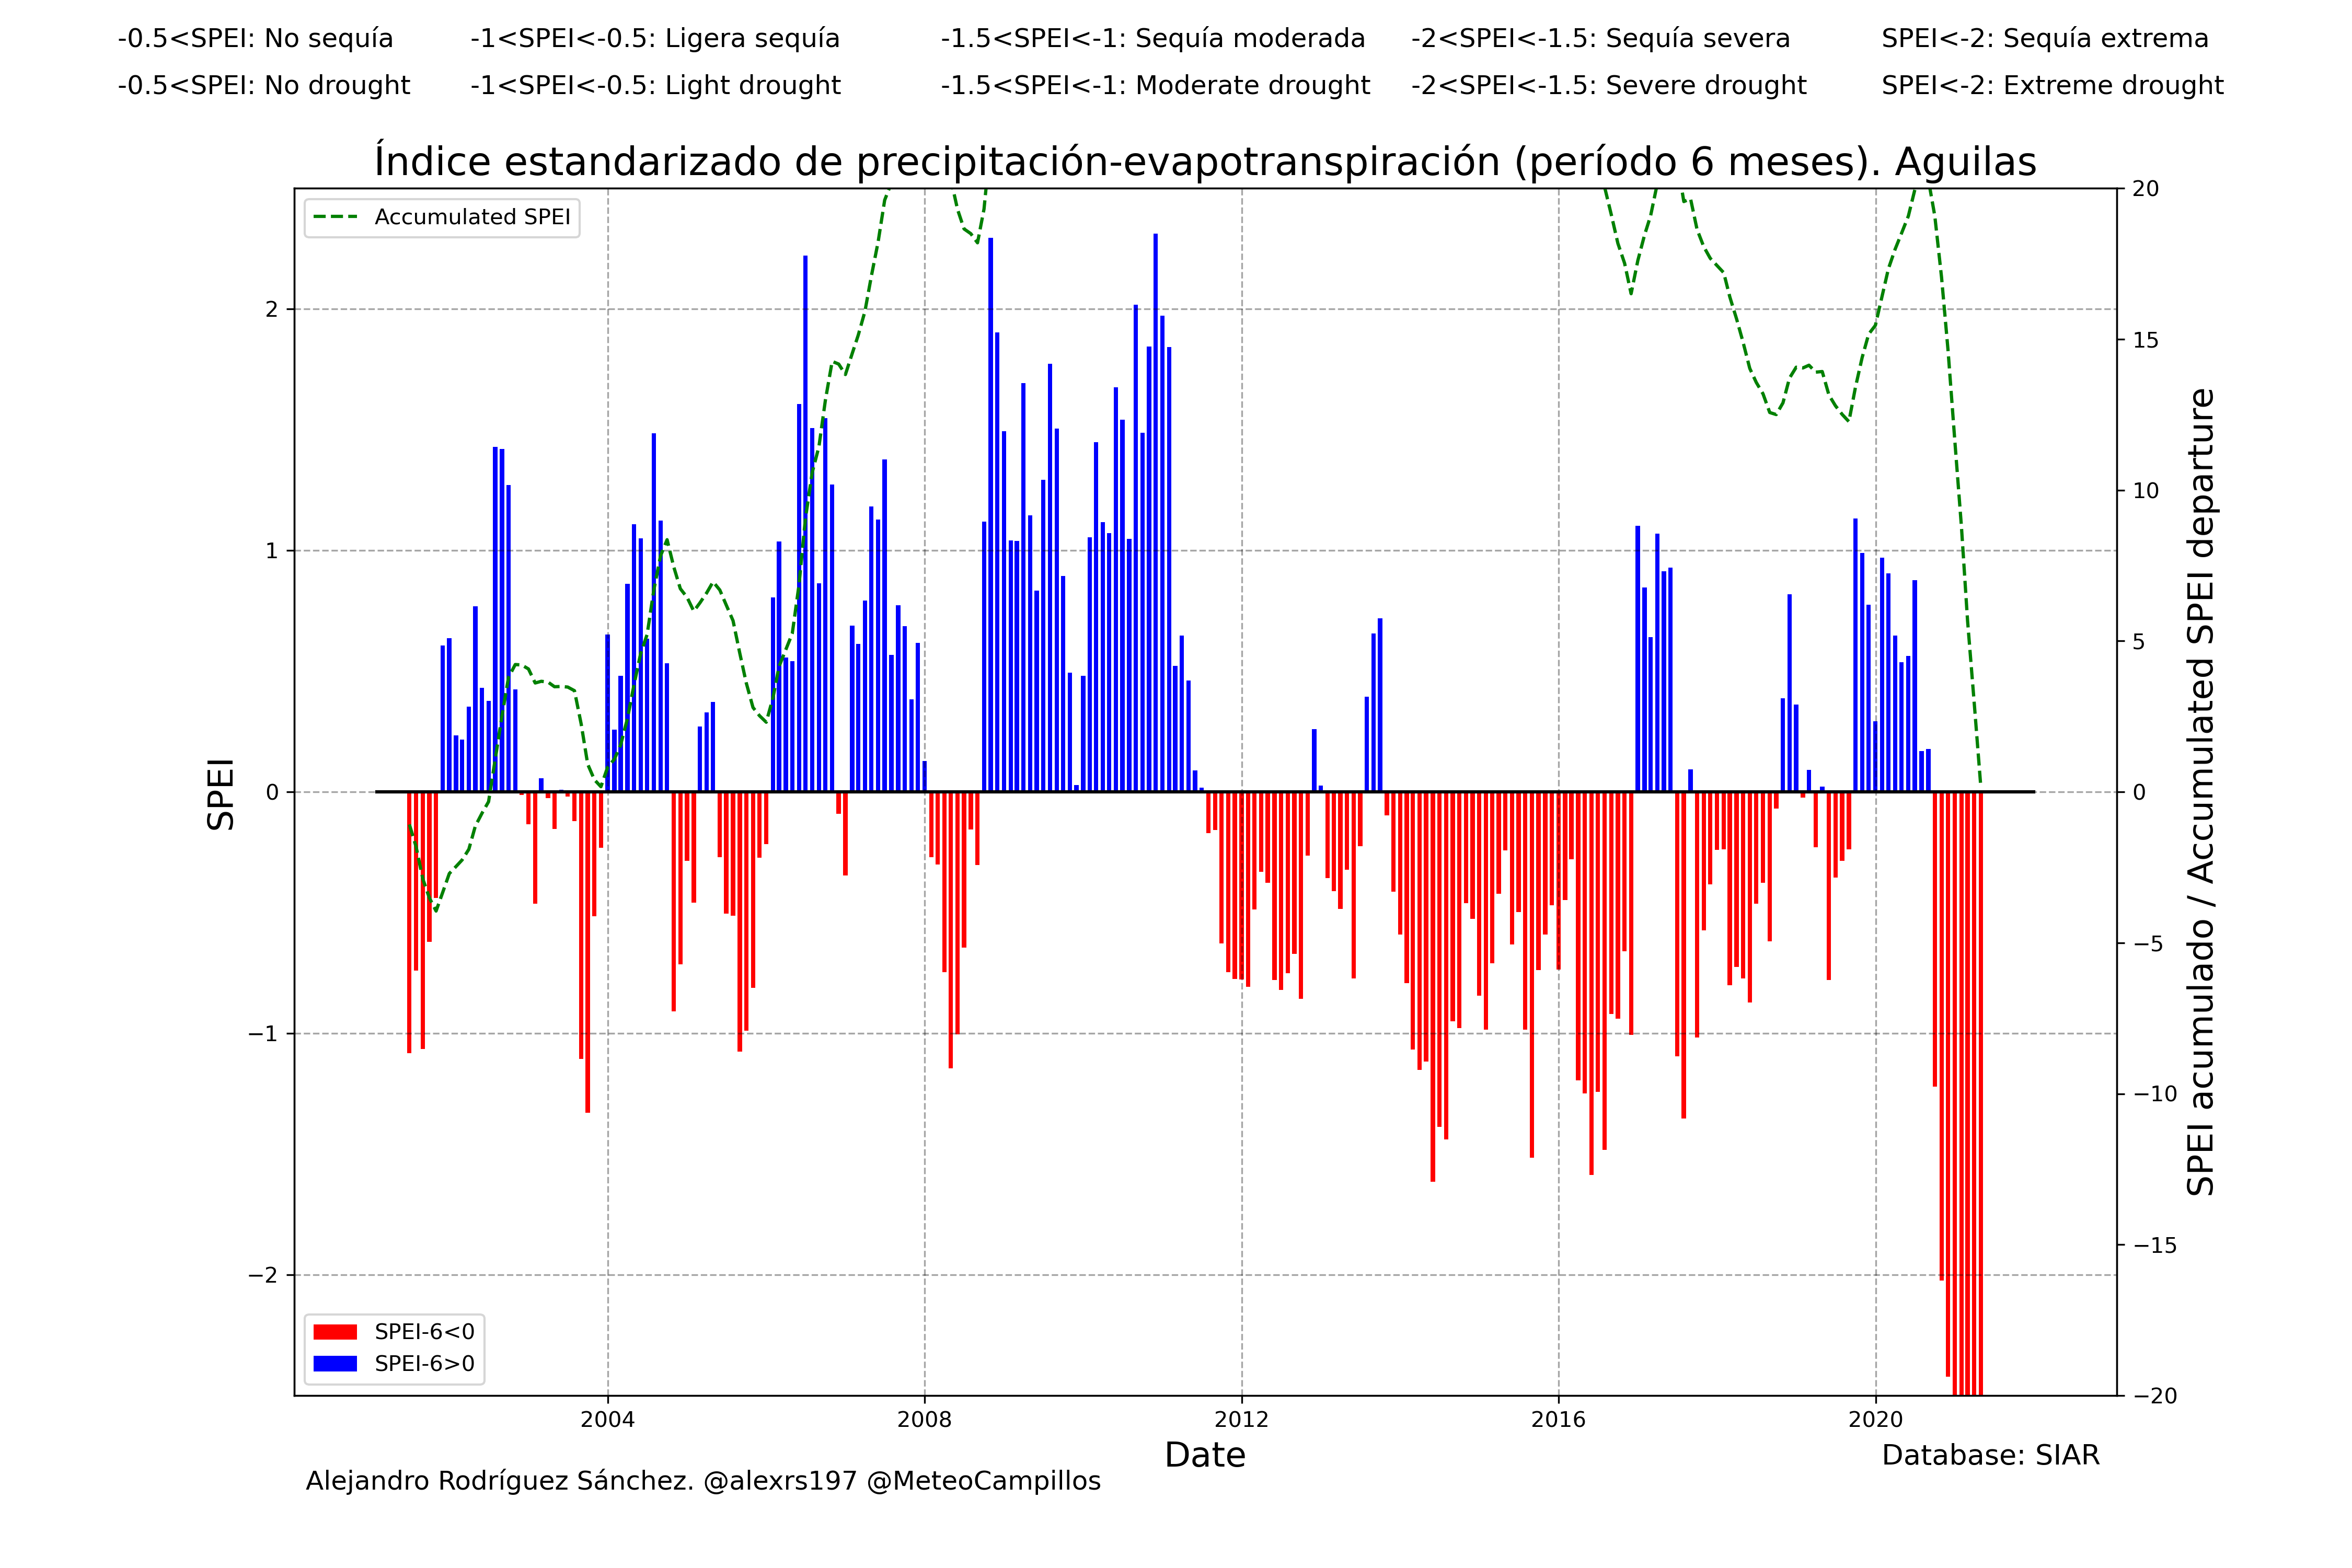 -0.5<SPEI: No sequía -1<SPEI<-0.5: Ligera sequía -1.5<SPEI<-1: Sequía moderada -2<SPEI<-1.5: Sequía severa SPEI<-2: Sequía extrema
-0.5<SPEI: No drought -1<SPEI<-0.5: Light drought -1.5<SPEI<-1: Moderate drought -2<SPEI<-1.5: Severe drought SPEI<-2: Extreme drought
Índice estandarizado de precipitación-evapotranspiración (período 6 meses). Aguilas
Accumulated SPEI
SPEI
2
1
0
−1
−2
20
15
10
5
0
−5
−10
−15
−20
SPEI acumulado / Accumulated SPEI departure
SPEI-6<0
SPEI-6>0
2004 2008 2012 2016 2020
Date
Database: SIAR
Alejandro Rodríguez Sánchez. @alexrs197 @MeteoCampillos